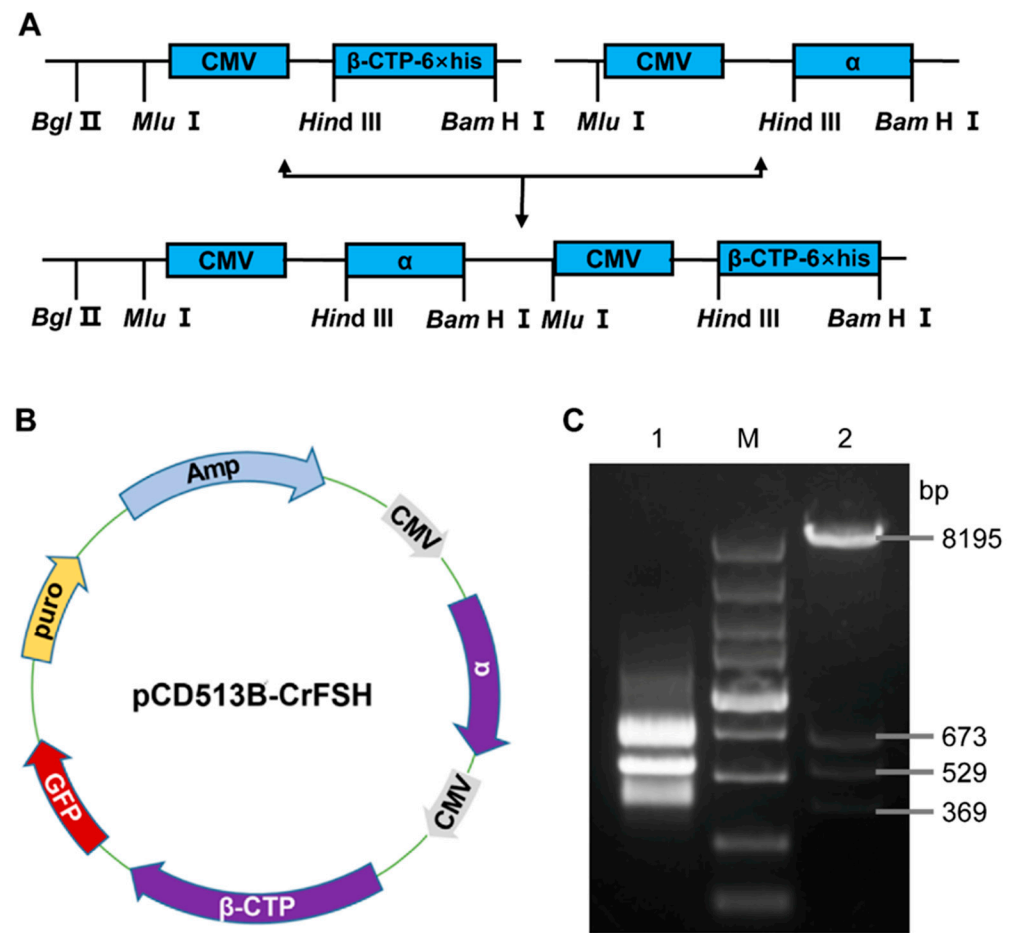 A
CMV β-CTP-6×his CMV α
Bgl II Mlu I Hind III Bam H I Mlu I Hind III Bam H I
CMV α CMV β-CTP-6×his
Bgl II Mlu I Hind III Bam H I Mlu I Hind III Bam H I
B
Amp
CMV
puro
α
pCD513B-CrFSH
CMV
GFP
β-CTP
C
1 M 2
bp
8195
673
529
369